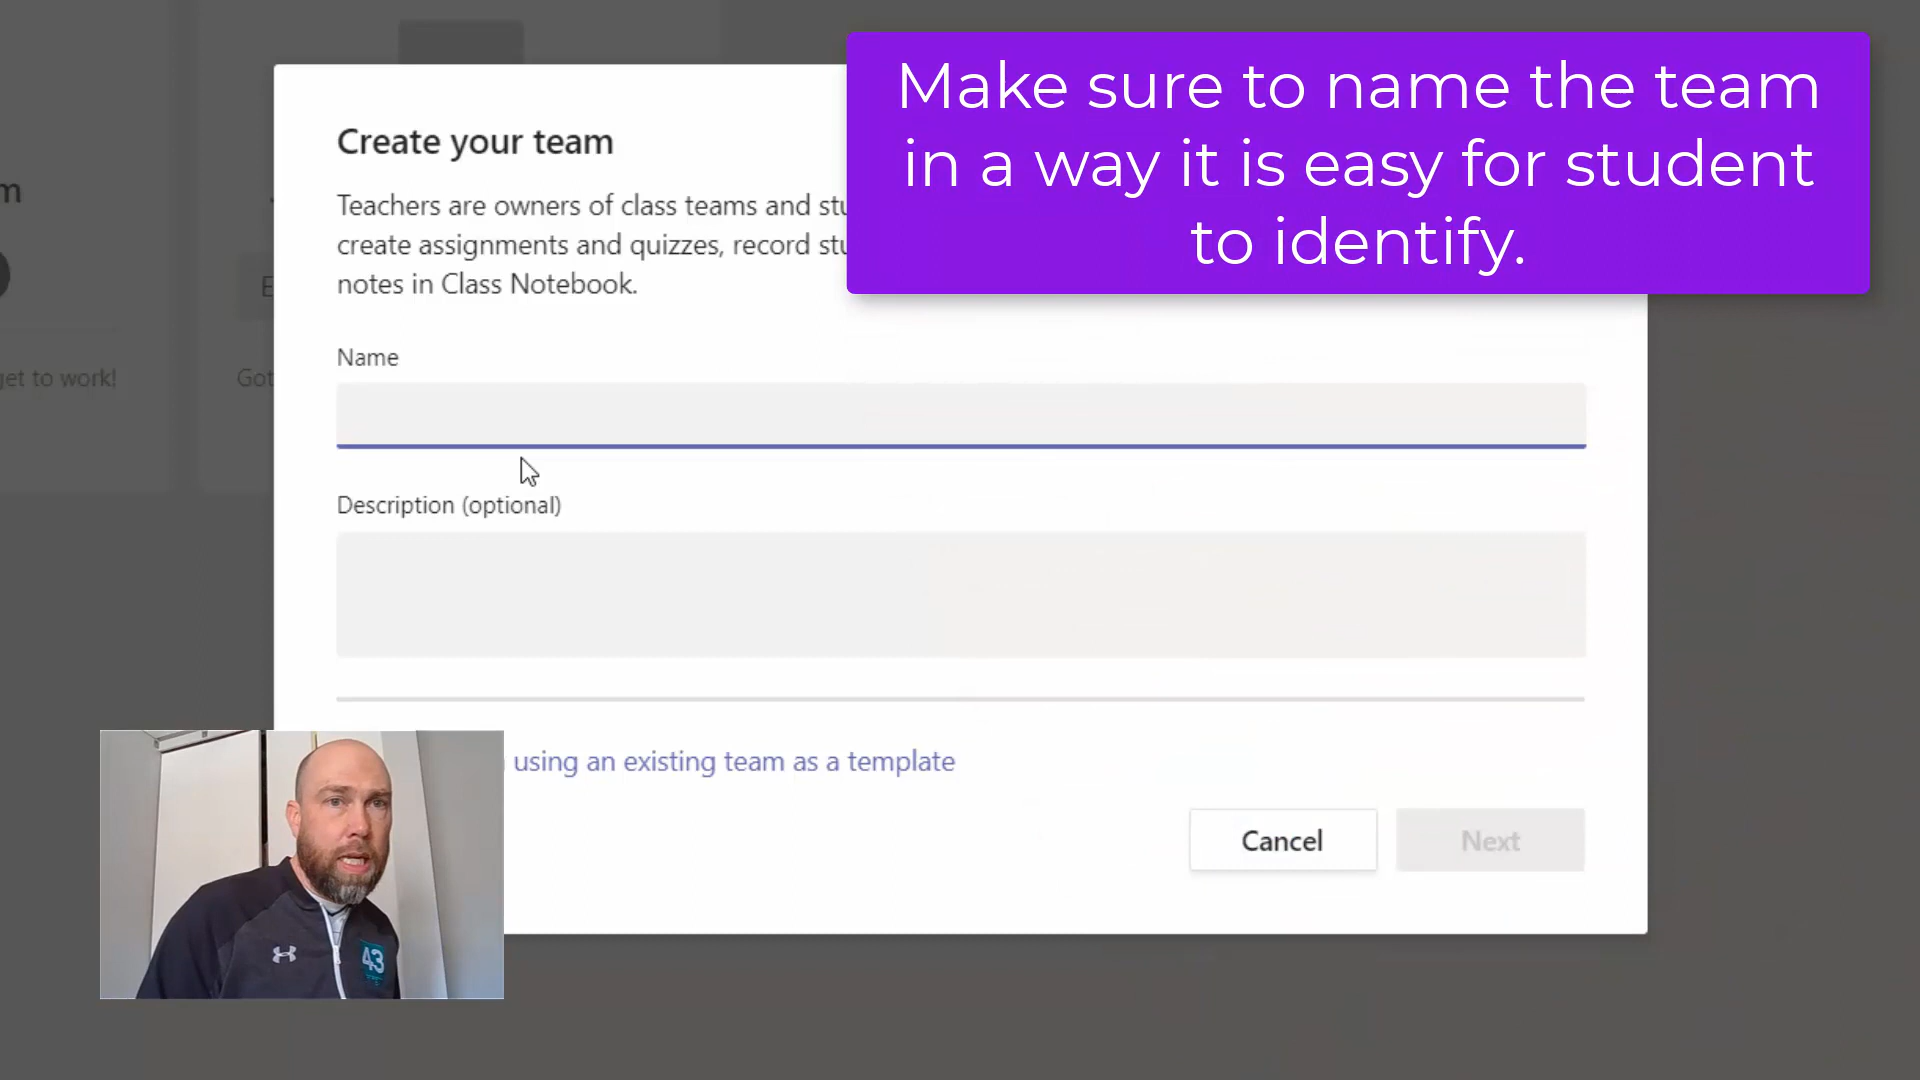 Make sure to name the team
in a way it is easy for student
to identify.
Create your team
Teachers are owners of class teams and
create assignments and quizzes, record
notes in Class Notebook.
Name
Description (optional)
using an existing team as a template
Cancel
Next
get to work!
Got
43